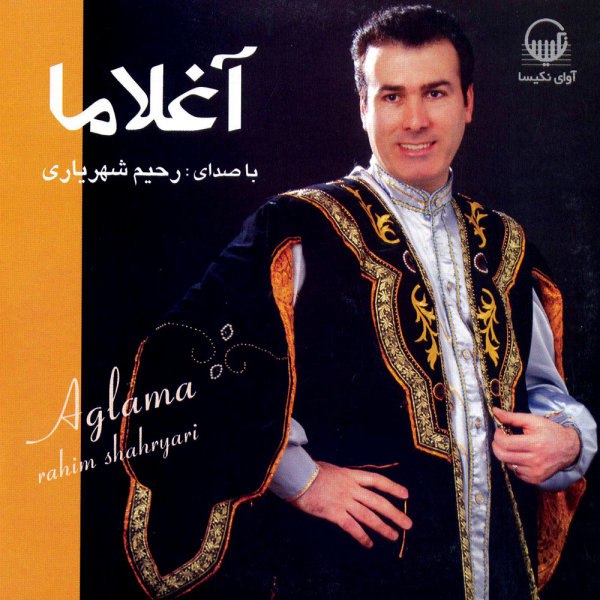 آغلاما
با صدای : رحیم شهریاری
آوای نکیسا
Aglama
rahim shahryari